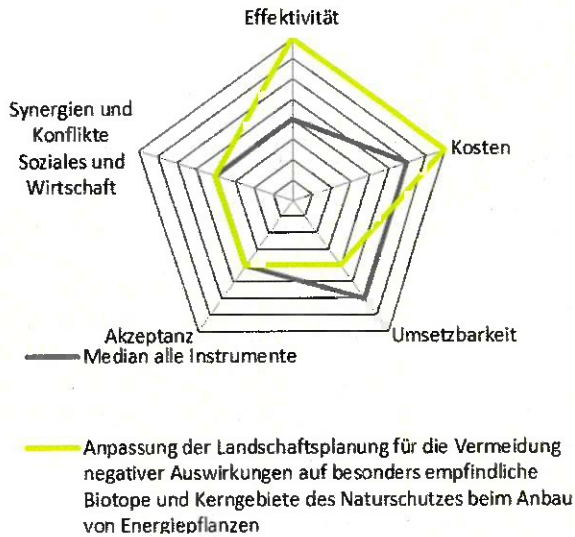 Effektivität
Synergien und
Konflikte
Soziales und
Wirtschaft
Kosten
Akzeptanz
Umsetzbarkeit
Median alle Instrumente
Anpassung der Landschaftsplanung für die Vermeidung
negativer Auswirkungen auf besonders empfindliche
Biotope und Kerngebiete des Naturschutzes beim Anbau
von Energiepflanzen